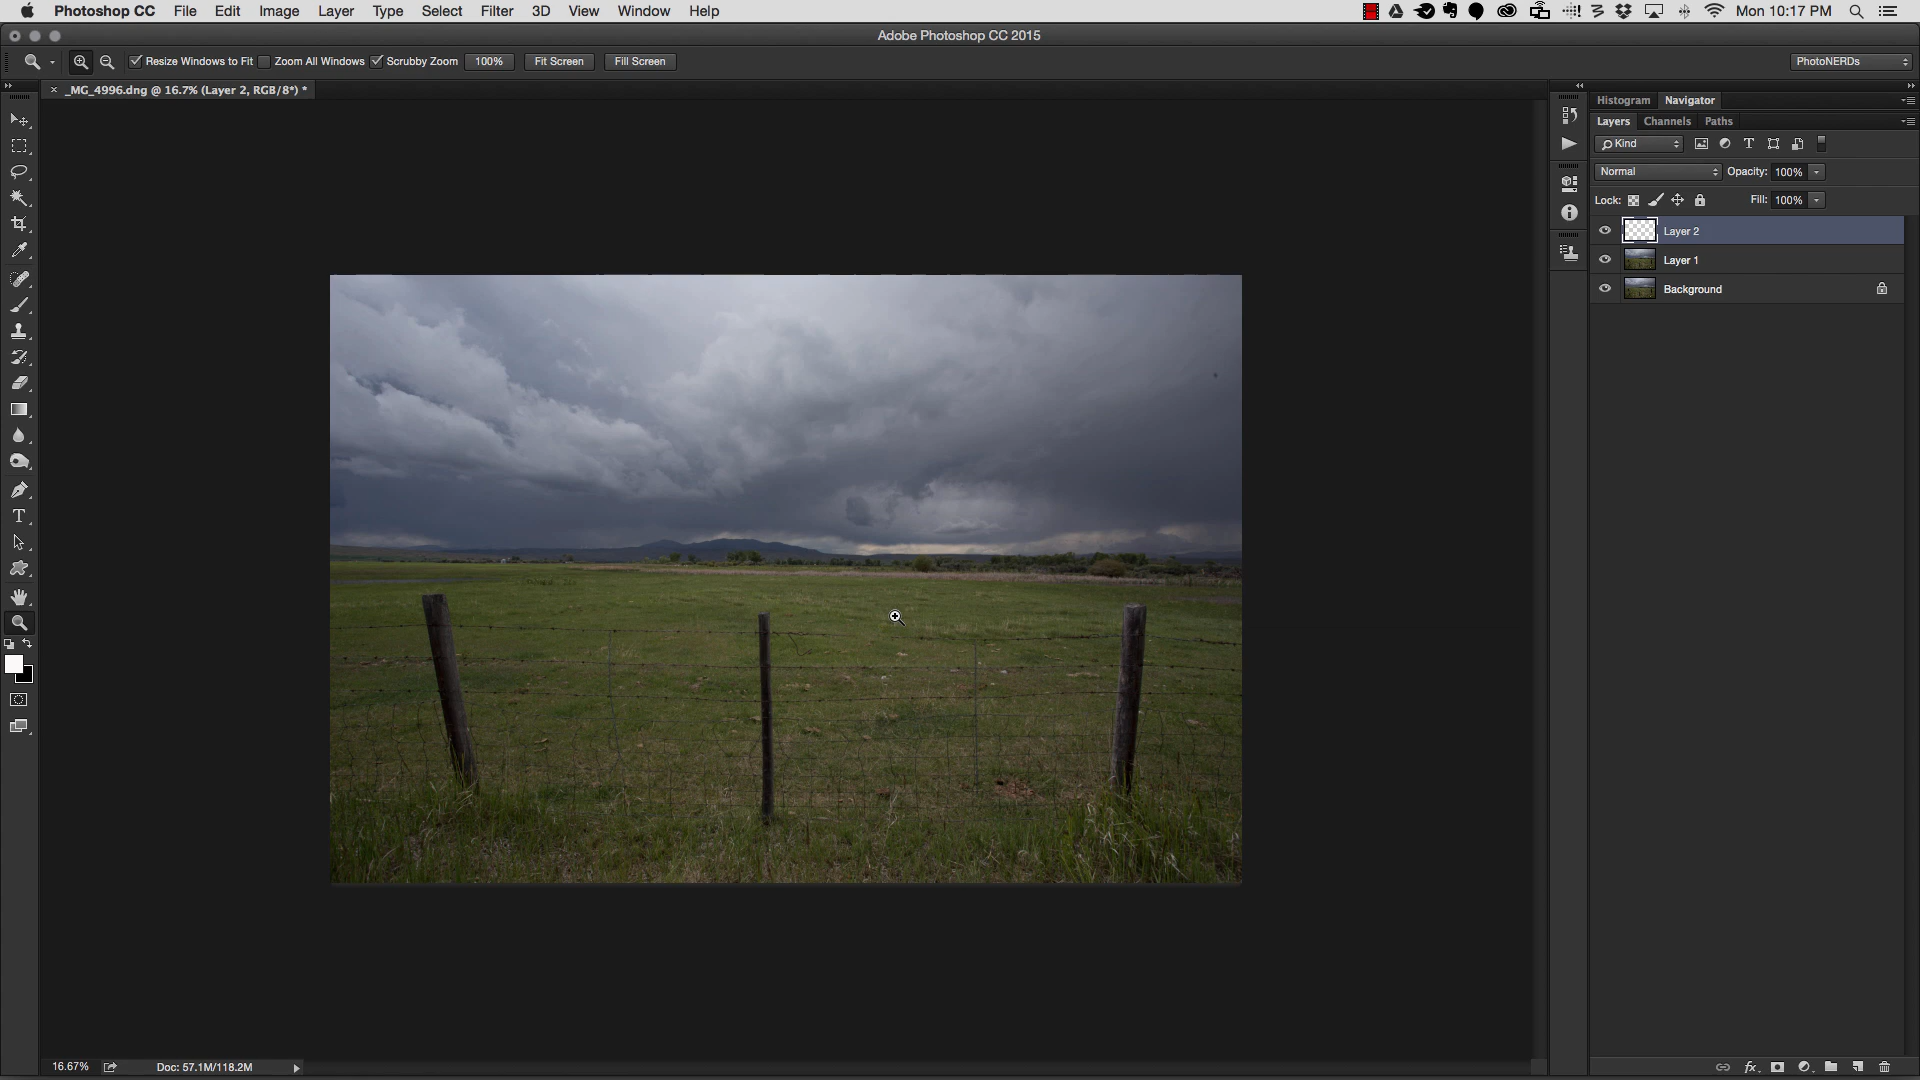 Photoshop CC File Edit Image Layer Type Select Filter 3D View Window Help Mon 10:17 PM
Adobe Photoshop CC 2015
Resize Windows to Fit Zoom All Windows Scrubby Zoom 100% Fit Screen Fill Screen PhotoNERDs
_MG_4996.dng @ 16.7% (Layer 2, RGB/8*) *
Histogram Navigator
Layers Channels Paths
Kind
Normal Opacity: 100%
Lock: Fill: 100%
Layer 2
Layer 1
Background
16.67% Doc: 57.1M/118.2M